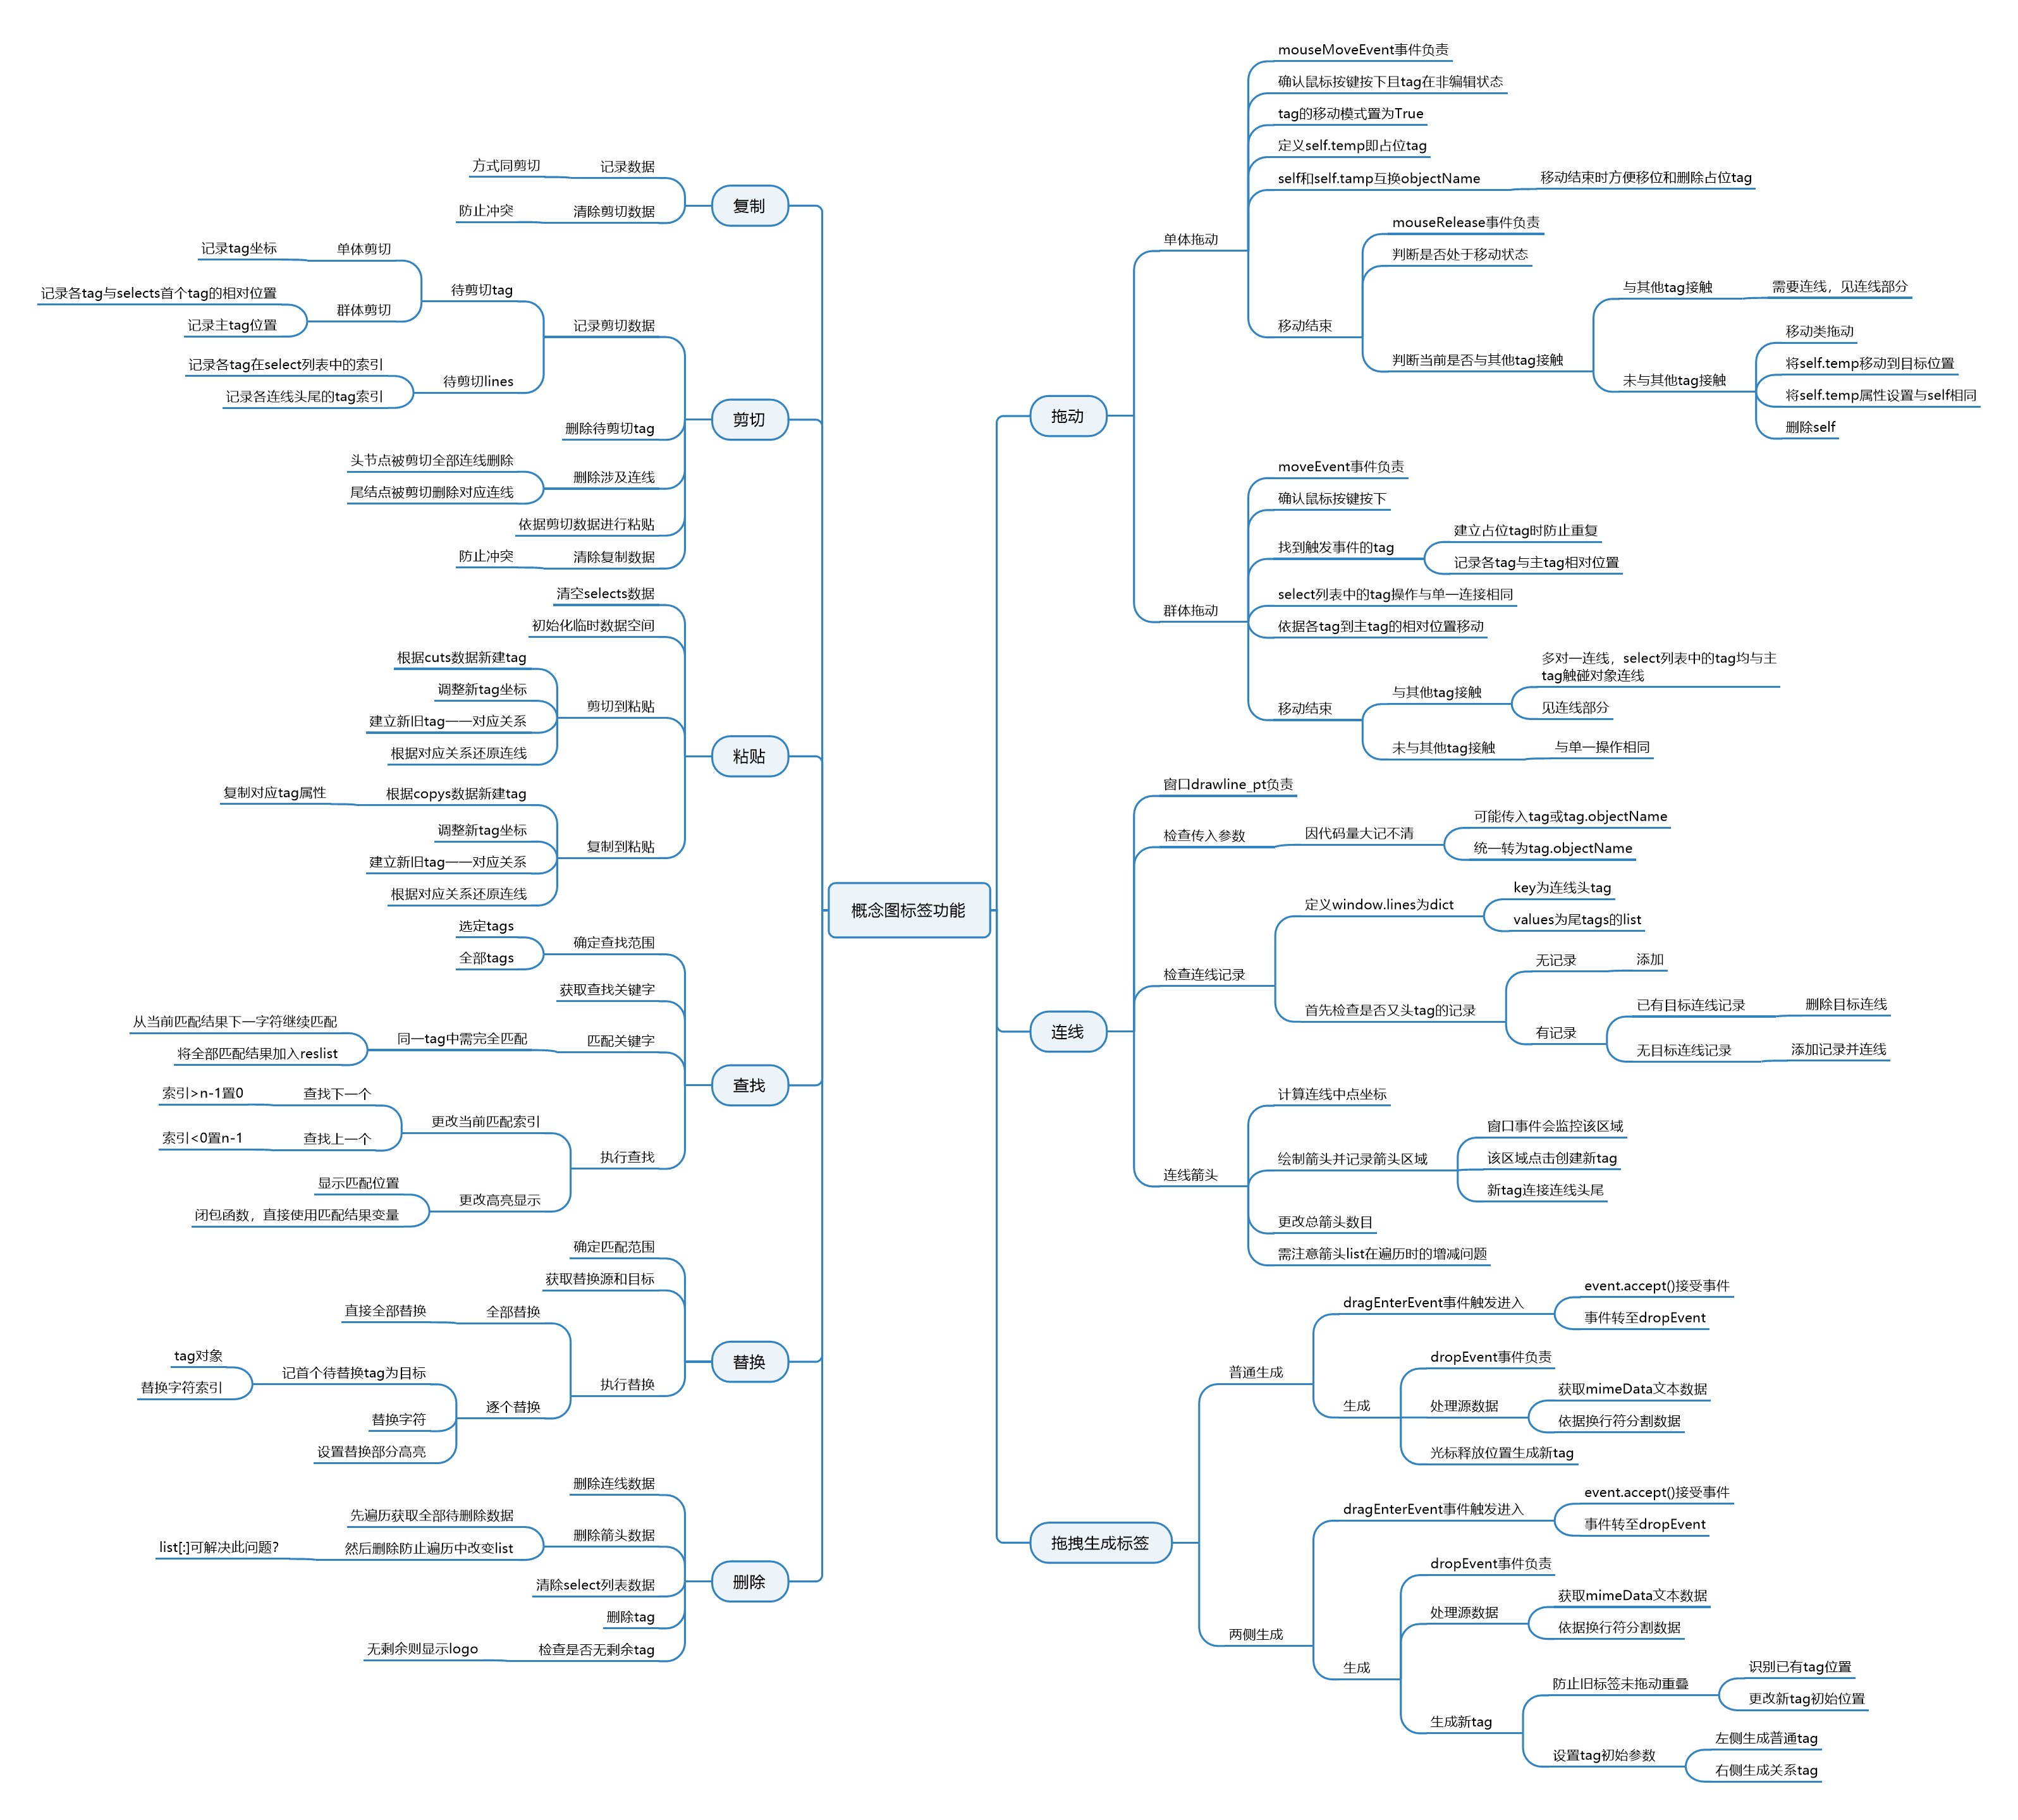 概念图标签功能
拖动
单体拖动
mouseMoveEvent事件负责
确认鼠标按键按下且tag在非编辑状态
tag的移动模式置为True
定义self.temp即占位tag
self和self.tamp互换objectName
移动结束时方便移位和删除占位tag
移动结束
mouseRelease事件负责
判断是否处于移动状态
判断当前是否与其他tag接触
与其他tag接触
需要连线，见连线部分
未与其他tag接触
移动类拖动
将self.temp移动到目标位置
将self.temp属性设置与self相同
删除self
群体拖动
moveEvent事件负责
确认鼠标按键按下
找到触发事件的tag
建立占位tag时防止重复
记录各tag与主tag相对位置
select列表中的tag操作与单一连接相同
依据各tag到主tag的相对位置移动
移动结束
与其他tag接触
多对一连线，select列表中的tag均与主
tag触碰对象连线
见连线部分
未与其他tag接触
与单一操作相同
连线
窗口drawline_pt负责
检查传入参数
因代码量大记不清
可能传入tag或tag.objectName
统一转为tag.objectName
检查连线记录
定义window.lines为dict
key为连线头tag
values为尾tags的list
首先检查是否又头tag的记录
无记录
添加
有记录
已有目标连线记录
删除目标连线
无目标连线记录
添加记录并连线
连线箭头
计算连线中点坐标
绘制箭头并记录箭头区域
窗口事件会监控该区域
该区域点击创建新tag
新tag连接连线头尾
更改总箭头数目
需注意箭头list在遍历时的增减问题
拖拽生成标签
普通生成
dragEnterEvent事件触发进入
event.accept()接受事件
事件转至dropEvent
生成
dropEvent事件负责
处理源数据
获取mimeData文本数据
依据换行符分割数据
光标释放位置生成新tag
两侧生成
dragEnterEvent事件触发进入
event.accept()接受事件
事件转至dropEvent
生成
dropEvent事件负责
处理源数据
获取mimeData文本数据
依据换行符分割数据
生成新tag
防止旧标签未拖动重叠
识别已有tag位置
更改新tag初始位置
设置tag初始参数
左侧生成普通tag
右侧生成关系tag
复制
记录数据
方式同剪切
清除剪切数据
防止冲突
剪切
记录剪切数据
待剪切tag
单体剪切
记录tag坐标
群体剪切
记录各tag与selects首个tag的相对位置
记录主tag位置
待剪切lines
记录各tag在select列表中的索引
记录各连线头尾的tag索引
删除待剪切tag
删除涉及连线
头节点被剪切全部连线删除
尾结点被剪切删除对应连线
依据剪切数据进行粘贴
清除复制数据
防止冲突
粘贴
清空selects数据
初始化临时数据空间
剪切到粘贴
根据cuts数据新建tag
调整新tag坐标
建立新旧tag一一对应关系
根据对应关系还原连线
复制到粘贴
根据copys数据新建tag
复制对应tag属性
调整新tag坐标
建立新旧tag一一对应关系
根据对应关系还原连线
查找
确定查找范围
选定tags
全部tags
获取查找关键字
匹配关键字
同一tag中需完全匹配
从当前匹配结果下一字符继续匹配
将全部匹配结果加入reslist
执行查找
更改当前匹配索引
查找下一个
索引>n-1置0
查找上一个
索引<0置n-1
更改高亮显示
显示匹配位置
闭包函数，直接使用匹配结果变量
替换
确定匹配范围
获取替换源和目标
执行替换
全部替换
直接全部替换
逐个替换
记首个待替换tag为目标
tag对象
替换字符索引
替换字符
设置替换部分高亮
删除
删除连线数据
删除箭头数据
先遍历获取全部待删除数据
然后删除防止遍历中改变list
list[:]可解决此问题?
清除select列表数据
删除tag
检查是否无剩余tag
无剩余则显示logo